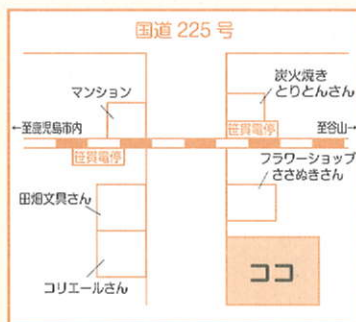 国道225号
マンション
炭火焼き
とりとんさん
←至鹿児島市内
笹貫電停
至谷山→
笹貫電停
フラワーショップ
ささぬきさん
田畑文具さん
コリエールさん
ココ